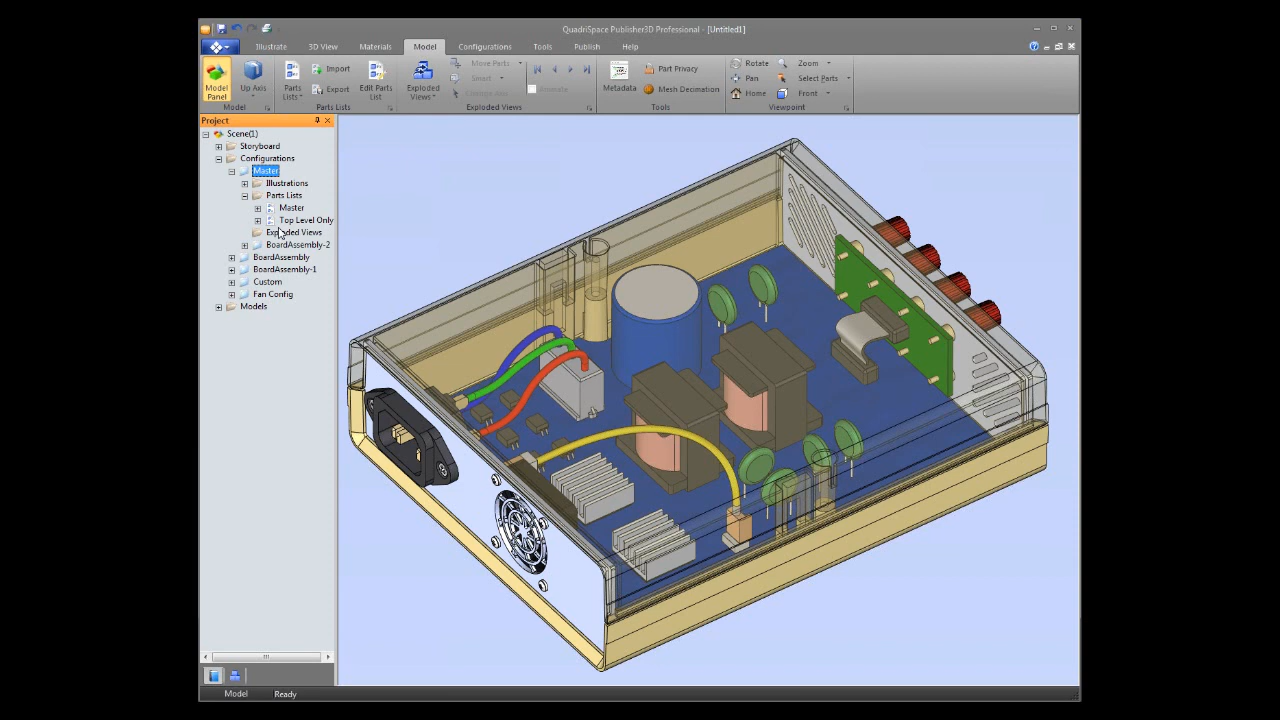 QuadriSpace Publisher3D Professional - [Untitled1]
Illustrate 3D View Materials Model Configurations Tools Publish Help
Model Panel
Up Axis
Model
Parts Lists
Import
Export
Edit Parts List
Parts Lists
Exploded Views
Move Parts
Smart
Animate
Exploded Views
Metadata
Part Privacy
Mesh Decimation
Tools
Rotate
Pan
Home
Zoom
Select Parts
Front
Viewpoint
Project
Scene(1)
Storyboard
Configurations
Master
Illustrations
Parts Lists
Master
Top Level Only
Exploded Views
BoardAssembly-2
BoardAssembly
BoardAssembly-1
Custom
Fan Config
Models
Model Ready